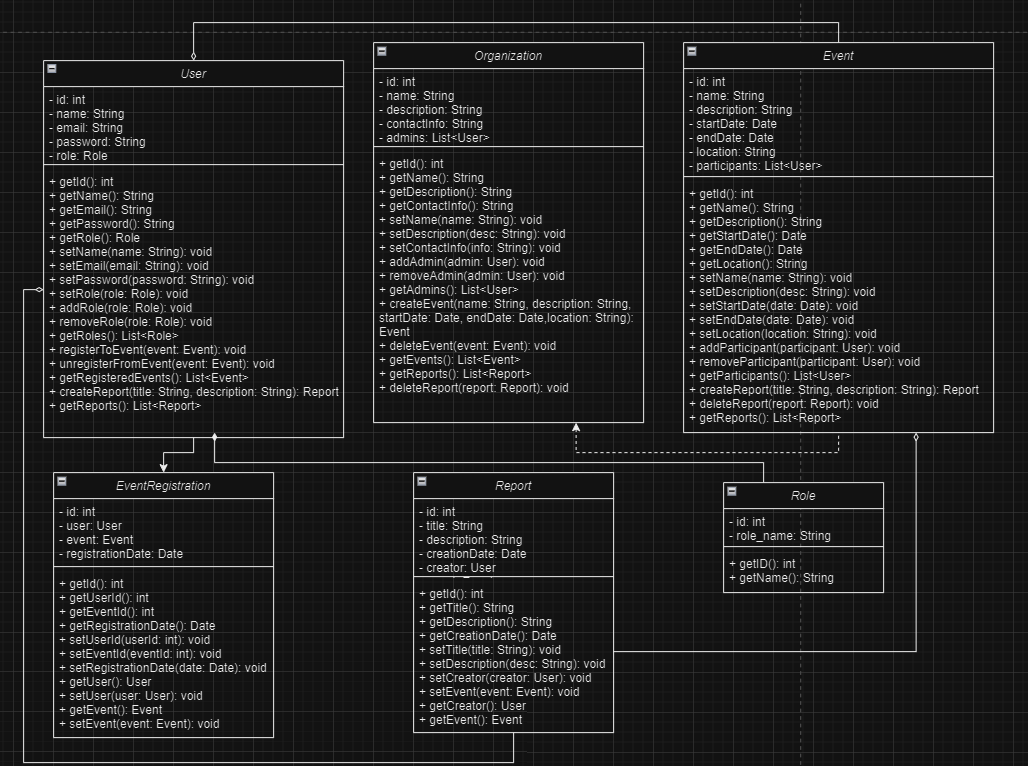 User
- id: int
- name: String
- email: String
- password: String
- role: Role
+ getId(): int
+ getName(): String
+ getEmail(): String
+ getPassword(): String
+ getRole(): Role
+ setName(name: String): void
+ setEmail(email: String): void
+ setPassword(password: String): void
+ setRole(role: Role): void
+ addRole(role: Role): void
+ removeRole(role: Role): void
+ getRoles(): List<Role>
+ registerToEvent(event: Event): void
+ unregisterFromEvent(event: Event): void
+ getRegisteredEvents(): List<Event>
+ createReport(title: String, description: String): Report
+ getReports(): List<Report>
Organization
- id: int
- name: String
- description: String
- contactInfo: String
- admins: List<User>
+ getId(): int
+ getName(): String
+ getDescription(): String
+ getContactInfo(): String
+ setName(name: String): void
+ setDescription(desc: String): void
+ setContactInfo(info: String): void
+ addAdmin(admin: User): void
+ removeAdmin(admin: User): void
+ getAdmins(): List<User>
+ createEvent(name: String, description: String,
startDate: Date, endDate: Date,location: String):
Event
+ deleteEvent(event: Event): void
+ getEvents(): List<Event>
+ getReports(): List<Report>
+ deleteReport(report: Report): void
Event
- id: int
- name: String
- description: String
- startDate: Date
- endDate: Date
- location: String
- participants: List<User>
+ getId(): int
+ getName(): String
+ getDescription(): String
+ getStartDate(): Date
+ getEndDate(): Date
+ getLocation(): String
+ setName(name: String): void
+ setDescription(desc: String): void
+ setStartDate(date: Date): void
+ setEndDate(date: Date): void
+ setLocation(location: String): void
+ addParticipant(participant: User): void
+ removeParticipant(participant: User): void
+ getParticipants(): List<User>
+ createReport(title: String, description: String): Report
+ deleteReport(report: Report): void
+ getReports(): List<Report>
EventRegistration
- id: int
- user: User
- event: Event
- registrationDate: Date
+ getId(): int
+ getUserId(): int
+ getEventId(): int
+ getRegistrationDate(): Date
+ setUserId(userId: int): void
+ setEventId(eventId: int): void
+ setRegistrationDate(date: Date): void
+ getUser(): User
+ setUser(user: User): void
+ getEvent(): Event
+ setEvent(event: Event): void
Report
- id: int
- title: String
- description: String
- creationDate: Date
- creator: User
+ getId(): int
+ getTitle(): String
+ getDescription(): String
+ getCreationDate(): Date
+ setTitle(title: String): void
+ setDescription(desc: String): void
+ setCreator(creator: User): void
+ setEvent(event: Event): void
+ getCreator(): User
+ getEvent(): Event
Role
- id: int
- role_name: String
+ getID(): int
+ getName(): String